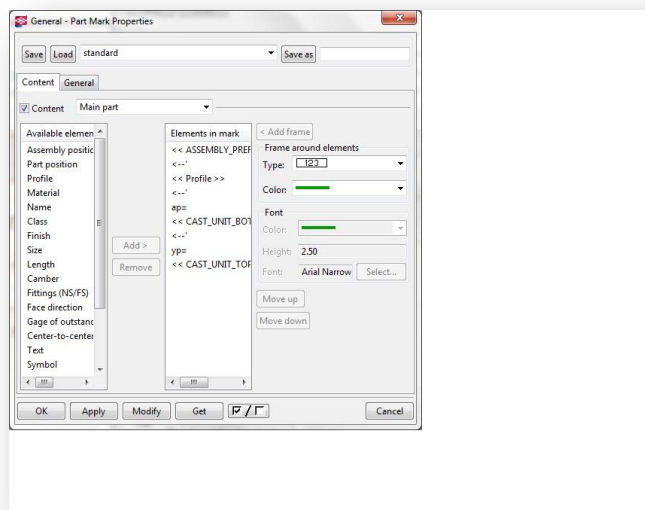 General - Part Mark Properties
Save Load standard Save as
Content General
Content Main part
Available elemen
Assembly positic
Part position
Profile
Material
Name
Class
Finish
Size
Length
Camber
Fittings (NS/FS)
Face direction
Gage of outstanc
Center-to-center
Text
Symbol
Add >
Remove
Elements in mark
<< ASSEMBLY_PREF
<--'
<< Profile >>
<--'
ap=
<< CAST_UNIT_BOT
<--'
yp=
<< CAST_UNIT_TOP
< Add frame
Frame around elements
Type: 123
Color:
Font
Color:
Height: 2.50
Font: Arial Narrow Select...
Move up
Move down
OK Apply Modify Get / Cancel